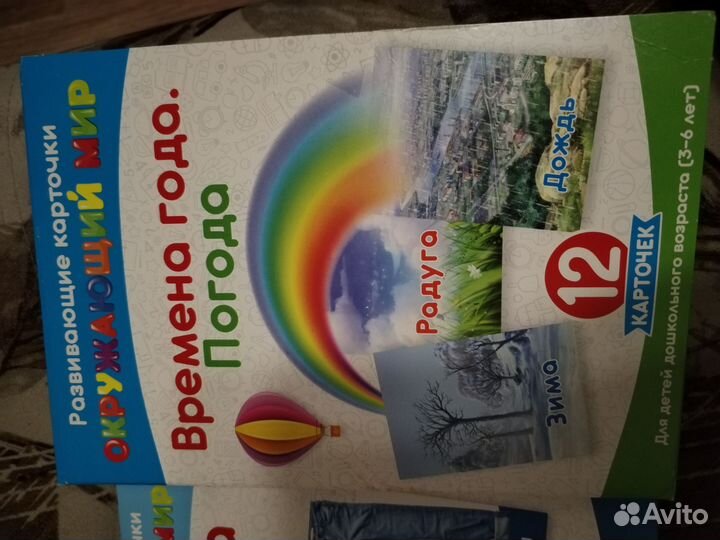 Развивающие карточки
ОКРУЖАЮЩИЙ МИР
Времена года.
Погода
Дождь
Радуга
Зима
12
КАРТОЧЕК
Для детей дошкольного возраста (3-6 лет)
Avito